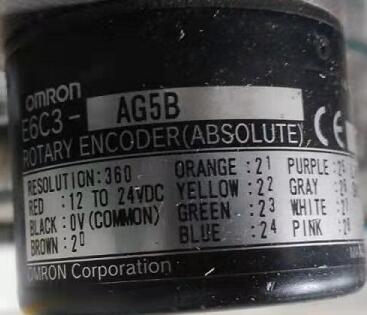 OMRON
E6C3-
AG5B
ROTARY ENCODER(ABSOLUTE) CE
RESOLUTION:360
RED :12 TO 24VDC
BLACK:0V(COMMON)
BROWN:2⁰
ORANGE:2¹
YELLOW:2²
GREEN :2³
BLUE :2⁴
PURPLE:2⁵
GRAY
WHITE
PINK
OMRON Corporation